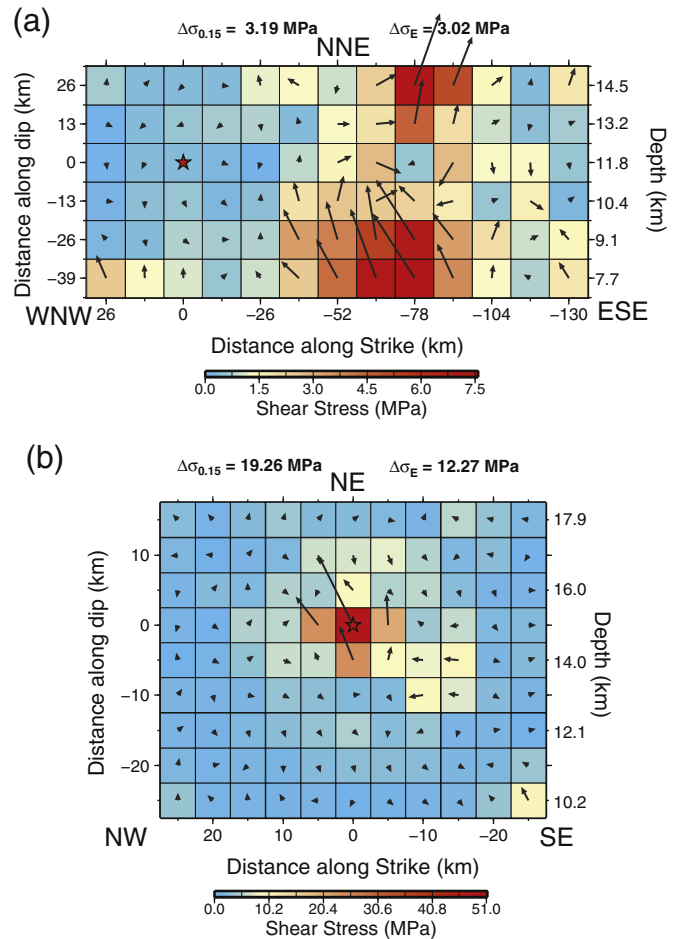 (a)
Δσ0.15 = 3.19 MPa ΔσE = 3.02 MPa
NNE
Distance along dip (km)
26
13
0
−13
−26
−39
14.5
13.2
11.8
10.4
9.1
7.7
Depth (km)
WNW
ESE
26 0 −26 −52 −78 −104 −130
Distance along Strike (km)
0.0 1.5 3.0 4.5 6.0 7.5
Shear Stress (MPa)
(b)
Δσ0.15 = 19.26 MPa ΔσE = 12.27 MPa
NE
Distance along dip (km)
10
0
−10
−20
17.9
16.0
14.0
12.1
10.2
Depth (km)
NW
SE
20 10 0 −10 −20
Distance along Strike (km)
0.0 10.2 20.4 30.6 40.8 51.0
Shear Stress (MPa)